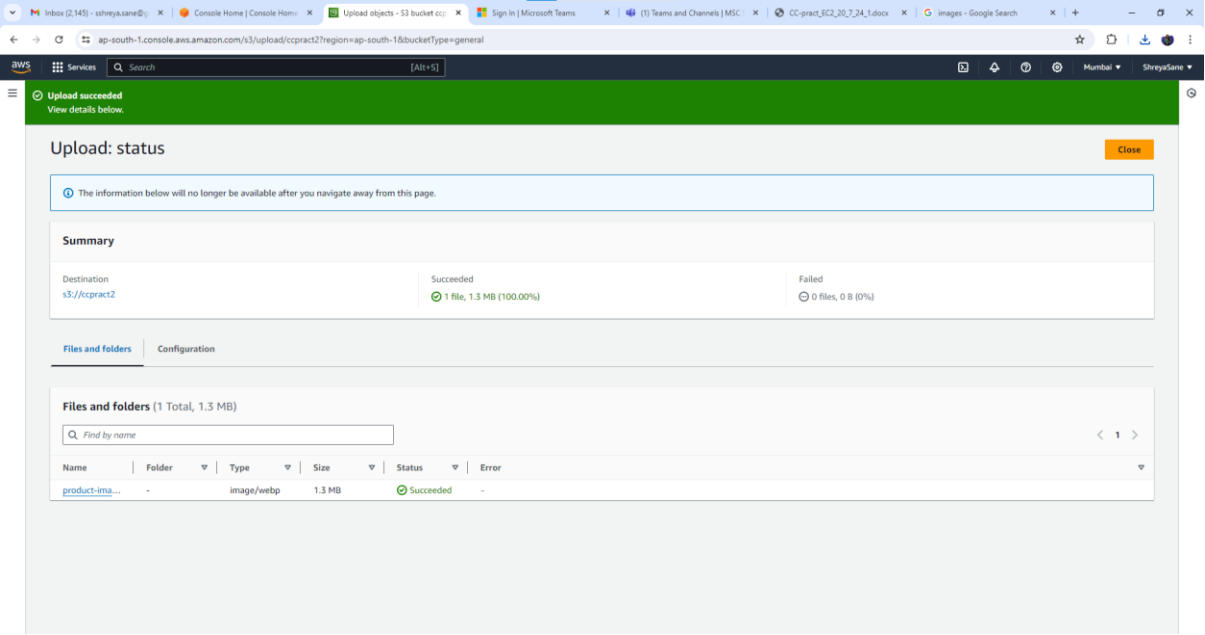 Inbox (2,145) - sshreya.sane@g Console Home | Console Home Upload objects - S3 bucket ccp Sign In | Microsoft Teams (1) Teams and Channels | MSC CC-pract_EC2_20_7_24_1.docx images - Google Search
ap-south-1.console.aws.amazon.com/s3/upload/ccpract2?region=ap-south-1&bucketType=general
aws Services Search [Alt+S] Mumbai ShreyaSane
Upload succeeded
View details below.
Upload: status Close
The information below will no longer be available after you navigate away from this page.
Summary
Destination Succeeded Failed
s3://ccpract2 1 file, 1.3 MB (100.00%) 0 files, 0 B (0%)
Files and folders Configuration
Files and folders (1 Total, 1.3 MB)
Find by name 1
Name Folder Type Size Status Error
product-ima... - image/webp 1.3 MB Succeeded -